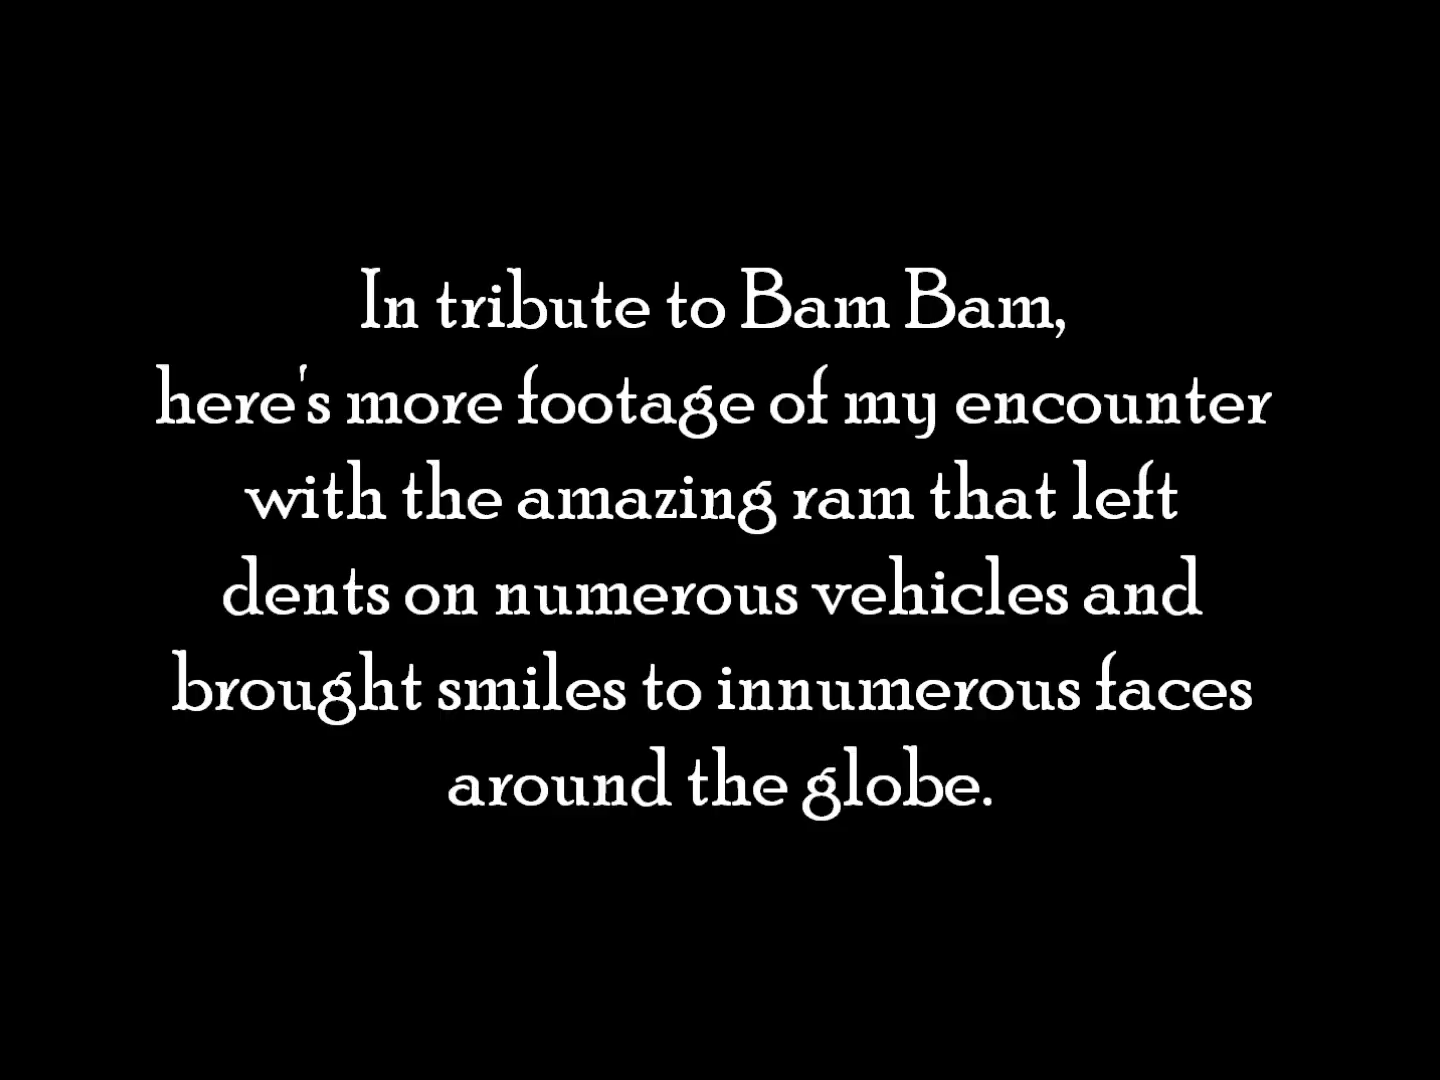 In tribute to Bam Bam,
here's more footage of my encounter
with the amazing ram that left
dents on numerous vehicles and
brought smiles to innumerous faces
around the globe.